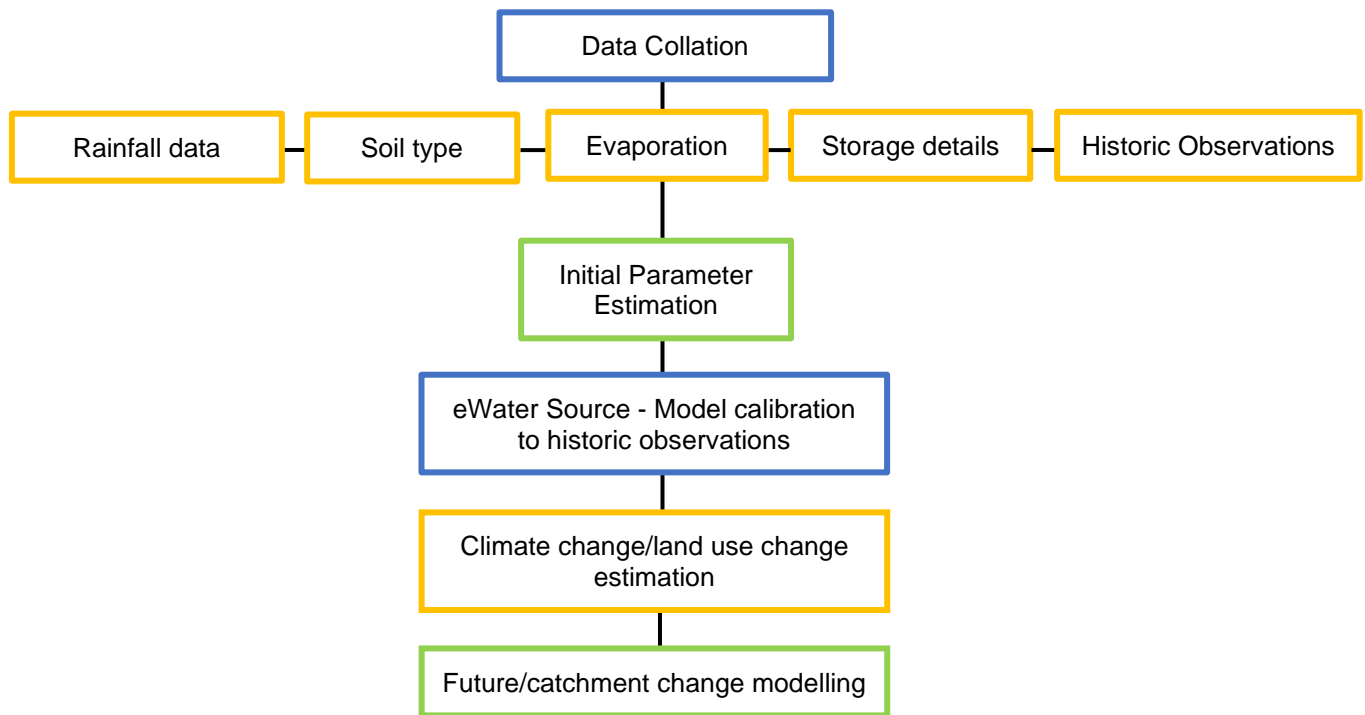 Data Collation
Rainfall data
Soil type
Evaporation
Storage details
Historic Observations
Initial Parameter
Estimation
eWater Source - Model calibration
to historic observations
Climate change/land use change
estimation
Future/catchment change modelling